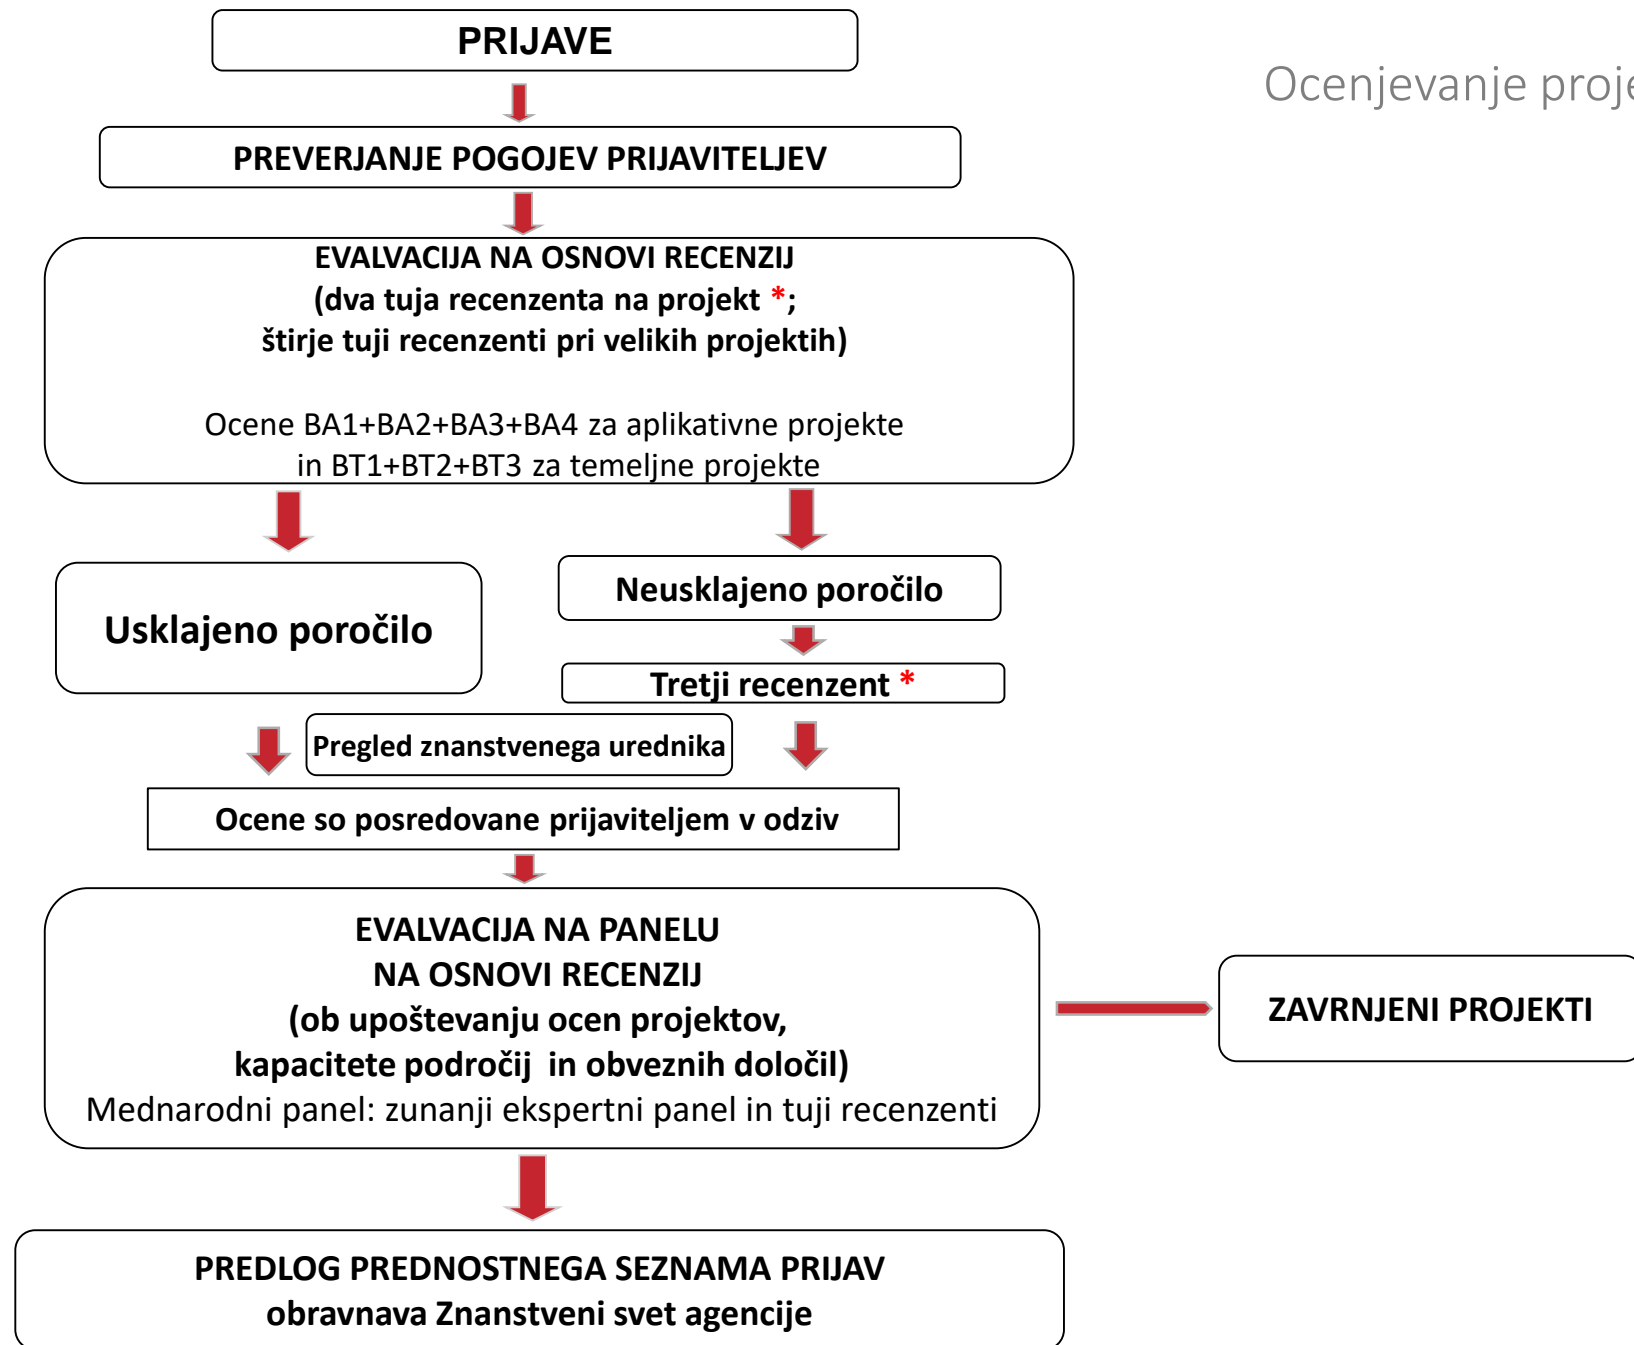 PRIJAVE
Ocenjevanje proje
PREVERJANJE POGOJEV PRIJAVITELJEV
EVALVACIJA NA OSNOVI RECENZIJ
(dva tuja recenzenta na projekt *;
štirje tuji recenzenti pri velikih projektih)
Ocene BA1+BA2+BA3+BA4 za aplikativne projekte
in BT1+BT2+BT3 za temeljne projekte
Usklajeno poročilo
Neusklajeno poročilo
Tretji recenzent *
Pregled znanstvenega urednika
Ocene so posredovane prijaviteljem v odziv
EVALVACIJA NA PANELU
NA OSNOVI RECENZIJ
(ob upoštevanju ocen projektov,
kapacitete področij in obveznih določil)
Mednarodni panel: zunanji ekspertni panel in tuji recenzenti
ZAVRNJENI PROJEKTI
PREDLOG PREDNOSTNEGA SEZNAMA PRIJAV
obravnava Znanstveni svet agencije